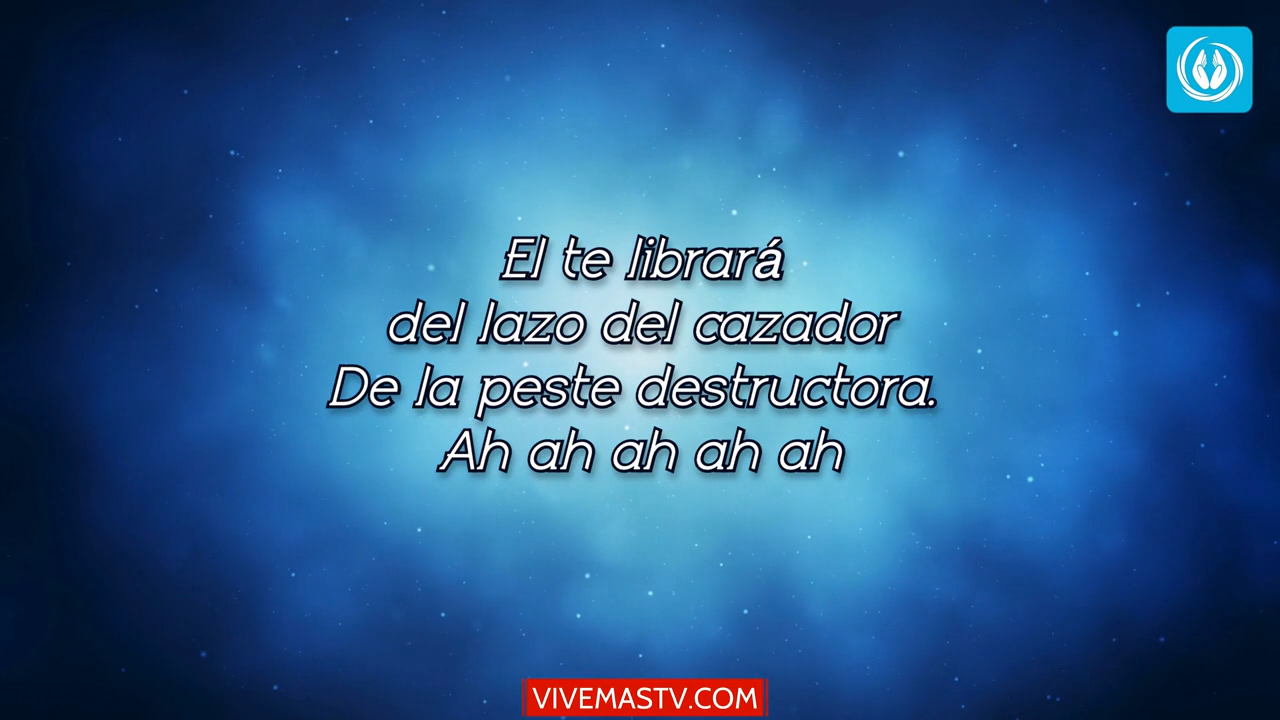 El te librará
del lazo del cazador
De la peste destructora.
Ah ah ah ah ah
VIVEMASTV.COM